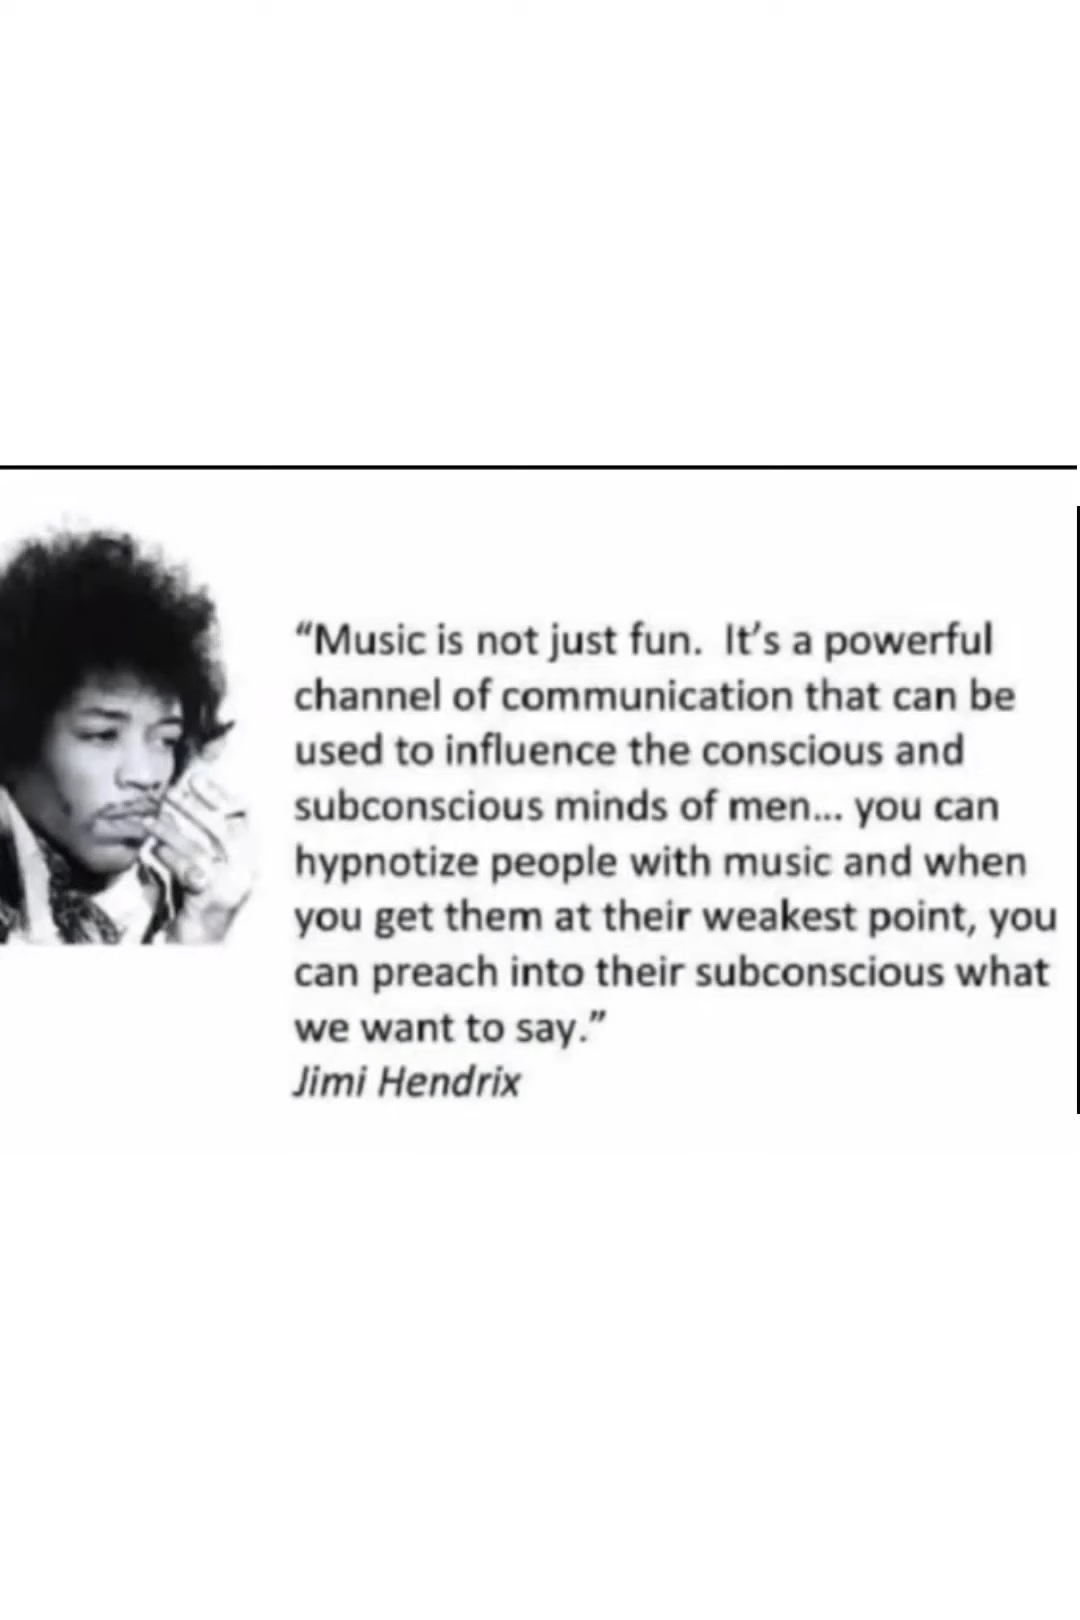 “Music is not just fun.  It’s a powerful
channel of communication that can be
used to influence the conscious and
subconscious minds of men... you can
hypnotize people with music and when
you get them at their weakest point, you
can preach into their subconscious what
we want to say.”
Jimi Hendrix